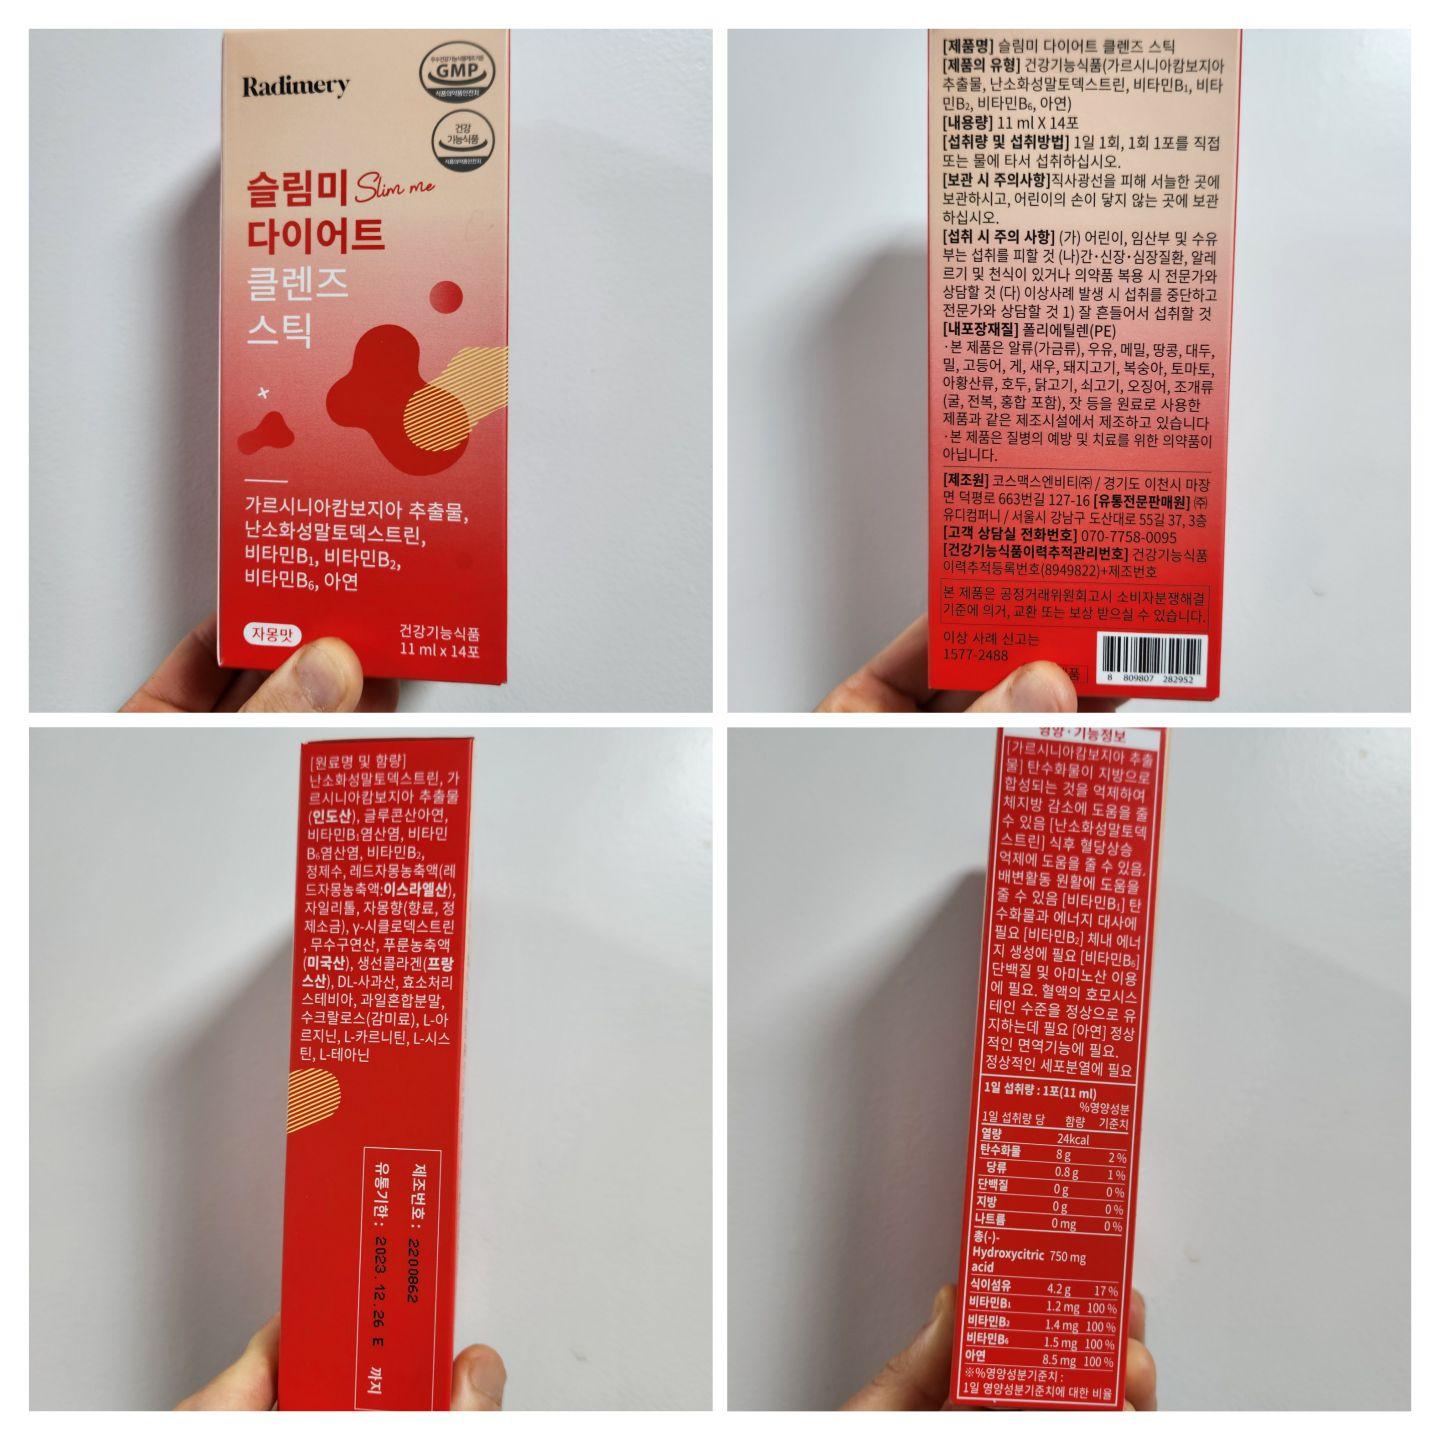 Radimery
우수건강기능식품제조기준
GMP
식품의약품안전처
건강
기능식품
식품의약품안전처
슬림미 Slim me
다이어트
클렌즈
스틱
가르시니아캄보지아 추출물,
난소화성말토덱스트린,
비타민B₁, 비타민B₂,
비타민B₆, 아연
자몽맛
건강기능식품
11 ml x 14포
[제품명] 슬림미 다이어트 클렌즈 스틱
[제품의 유형] 건강기능식품(가르시니아캄보지아
추출물, 난소화성말토덱스트린, 비타민B₁, 비타
민B₂, 비타민B₆, 아연)
[내용량] 11 ml X 14포
[섭취량 및 섭취방법] 1일 1회, 1회 1포를 직접
또는 물에 타서 섭취하십시오.
[보관 시 주의사항]직사광선을 피해 서늘한 곳에
보관하시고, 어린이의 손이 닿지 않는 곳에 보관
하십시오.
[섭취 시 주의 사항] (가) 어린이, 임산부 및 수유
부는 섭취를 피할 것 (나)간·신장·심장질환, 알레
르기 및 천식이 있거나 의약품 복용 시 전문가와
상담할 것 (다) 이상사례 발생 시 섭취를 중단하고
전문가와 상담할 것 1) 잘 흔들어서 섭취할 것
[내포장재질] 폴리에틸렌(PE)
·본 제품은 알류(가금류), 우유, 메밀, 땅콩, 대두,
밀, 고등어, 게, 새우, 돼지고기, 복숭아, 토마토,
아황산류, 호두, 닭고기, 쇠고기, 오징어, 조개류
(굴, 전복, 홍합 포함), 잣 등을 원료로 사용한
제품과 같은 제조시설에서 제조하고 있습니다
·본 제품은 질병의 예방 및 치료를 위한 의약품이
아닙니다.
[제조원] 코스맥스엔비티㈜ / 경기도 이천시 마장
면 덕평로 663번길 127-16 [유통전문판매원] ㈜
유디컴퍼니 / 서울시 강남구 도산대로 55길 37, 3층
[고객 상담실 전화번호] 070-7758-0095
[건강기능식품이력추적관리번호] 건강기능식품
이력추적등록번호(8949822)+제조번호
본 제품은 공정거래위원회고시 소비자분쟁해결
기준에 의거, 교환 또는 보상 받으실 수 있습니다.
이상 사례 신고는
1577-2488
품
8 809807 282952
[원료명 및 함량]
난소화성말토덱스트린, 가
르시니아캄보지아 추출물
(인도산), 글루콘산아연,
비타민B₁염산염, 비타민
B₆염산염, 비타민B₂,
정제수, 레드자몽농축액(레
드자몽농축액:이스라엘산),
자일리톨, 자몽향(향료, 정
제소금), γ-시클로덱스트린
, 무수구연산, 푸룬농축액
(미국산), 생선콜라겐(프랑
스산), DL-사과산, 효소처리
스테비아, 과일혼합분말,
수크랄로스(감미료), L-아
르지닌, L-카르니틴, L-시스
틴, L-테아닌
제조번호: 2200862
유통기한: 2023.12.26 E 까지
영양·기능정보
[가르시니아캄보지아 추출
물] 탄수화물이 지방으로
합성되는 것을 억제하여
체지방 감소에 도움을 줄
수 있음 [난소화성말토덱
스트린] 식후 혈당상승
억제에 도움을 줄 수 있음,
배변활동 원활에 도움을
줄 수 있음 [비타민B₁] 탄
수화물과 에너지 대사에
필요 [비타민B₂] 체내 에너
지 생성에 필요 [비타민B₆]
단백질 및 아미노산 이용
에 필요. 혈액의 호모시스
테인 수준을 정상으로 유
지하는데 필요 [아연] 정상
적인 면역기능에 필요.
정상적인 세포분열에 필요
1일 섭취량 : 1포(11 ml)
%영양성분
1일 섭취량 당 함량 기준치
열량 24kcal
탄수화물 8 g 2 %
당류 0.8 g 1 %
단백질 0 g 0 %
지방 0 g 0 %
나트륨 0 mg 0 %
총(-)-
Hydroxycitric 750 mg
acid
식이섬유 4.2 g 17 %
비타민B₁ 1.2 mg 100 %
비타민B₂ 1.4 mg 100 %
비타민B₆ 1.5 mg 100 %
아연 8.5 mg 100 %
※%영양성분기준치 :
1일 영양성분기준치에 대한 비율